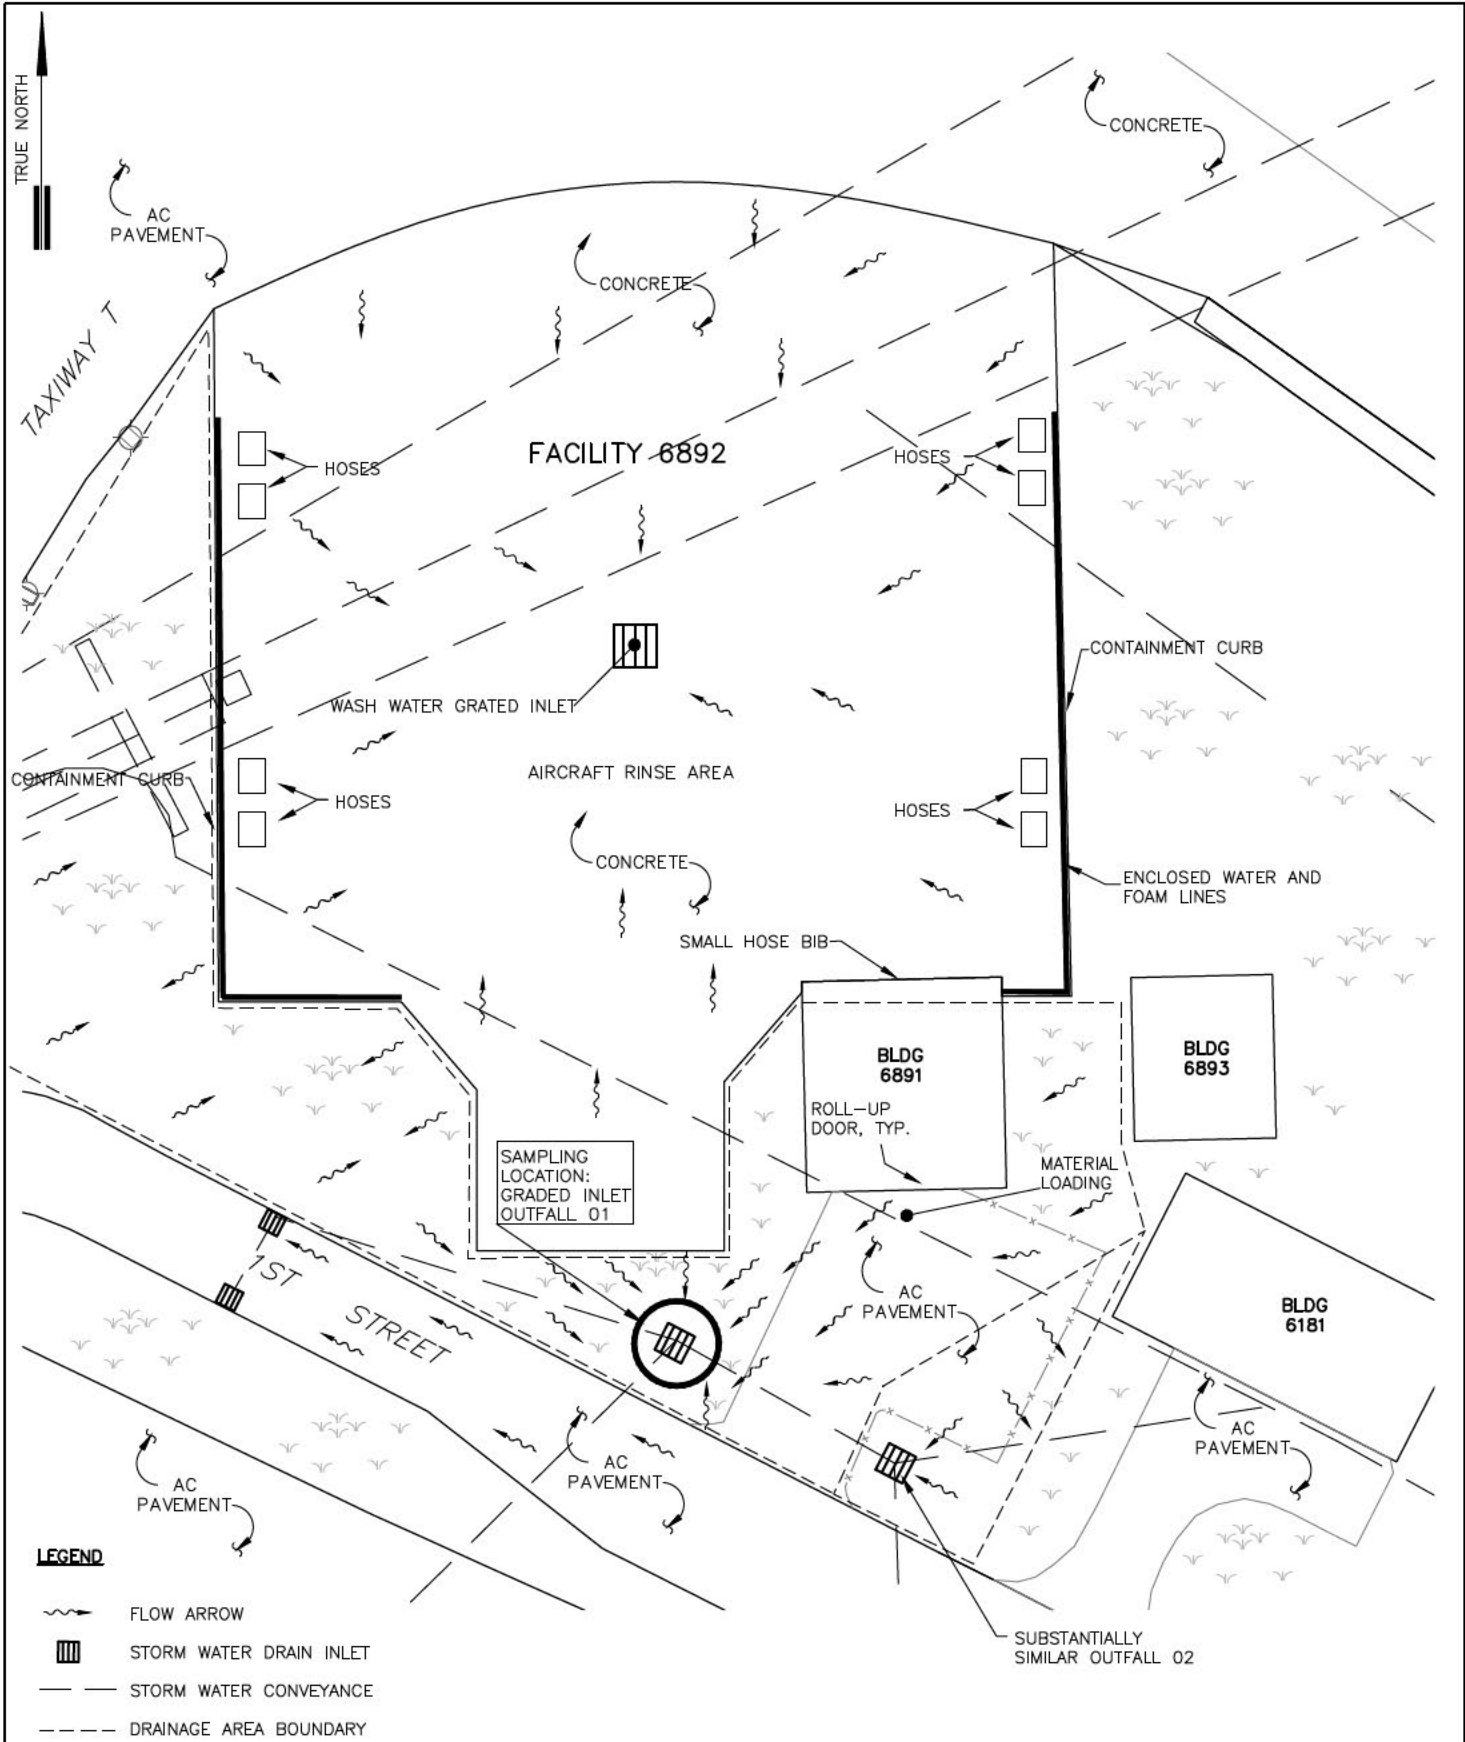 TRUE NORTH
CONCRETE
AC
PAVEMENT
CONCRETE
TAXIWAY T
HOSES
FACILITY 6892
HOSES
CONTAINMENT CURB
WASH WATER GRATED INLET
AIRCRAFT RINSE AREA
CONTAINMENT CURB
HOSES
HOSES
CONCRETE
ENCLOSED WATER AND
FOAM LINES
SMALL HOSE BIB
BLDG
6891
BLDG
6893
ROLL-UP
DOOR, TYP.
SAMPLING
LOCATION:
GRADED INLET
OUTFALL 01
MATERIAL
LOADING
1ST STREET
AC
PAVEMENT
BLDG
6181
AC
PAVEMENT
AC
PAVEMENT
AC
PAVEMENT
LEGEND
FLOW ARROW
STORM WATER DRAIN INLET
STORM WATER CONVEYANCE
DRAINAGE AREA BOUNDARY
SUBSTANTIALLY
SIMILAR OUTFALL 02